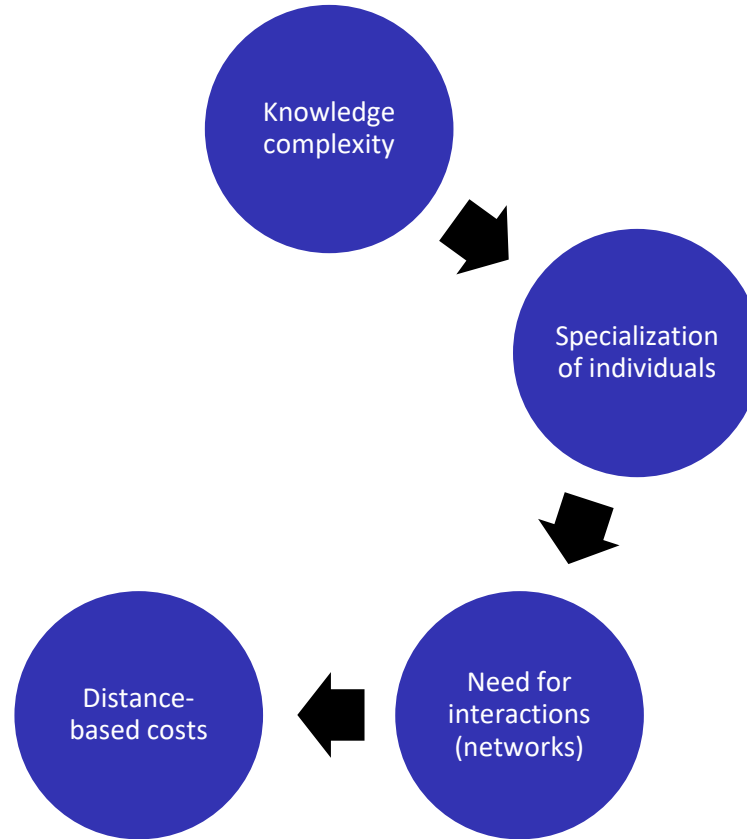 Knowledge
complexity
Specialization
of individuals
Need for
interactions
(networks)
Distance-
based costs